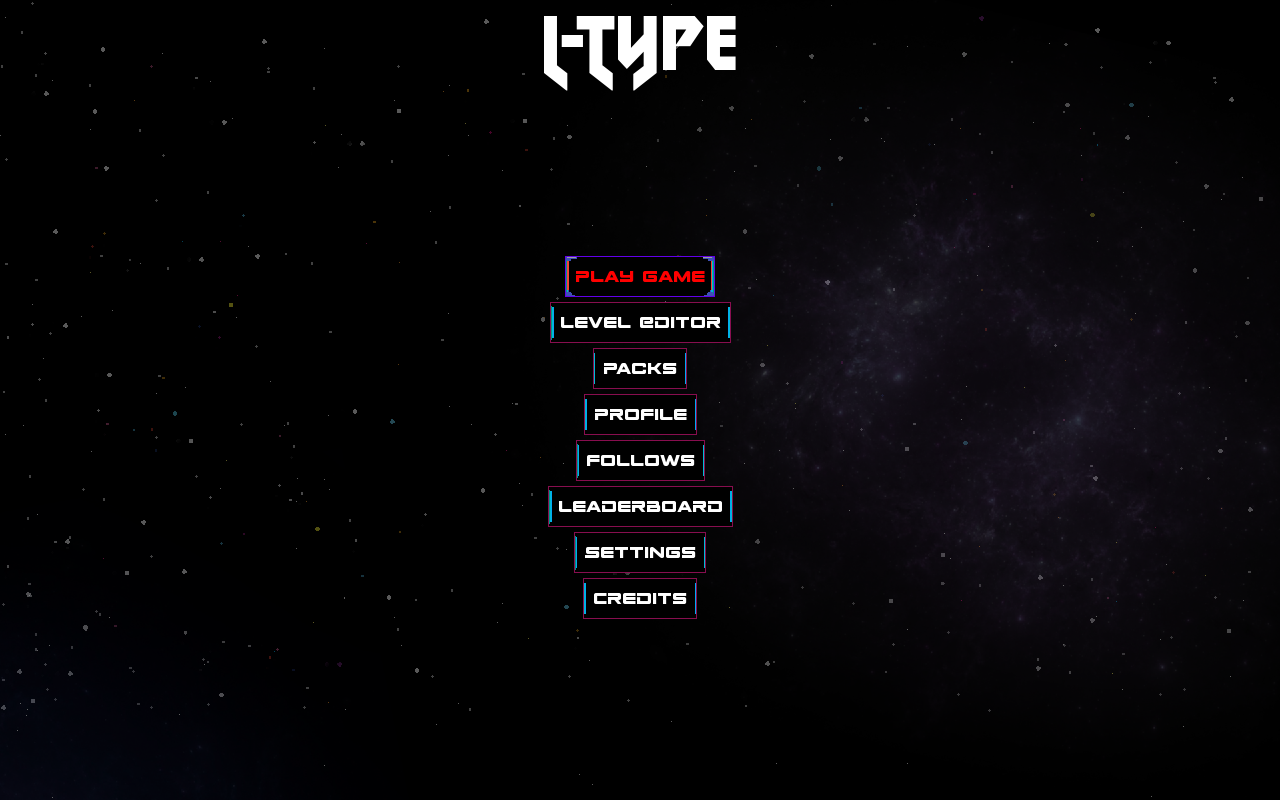 I-TYPE
PLAY GAME
LEVEL EDITOR
PACKS
PROFILE
FOLLOWS
LEADERBOARD
SETTINGS
CREDITS